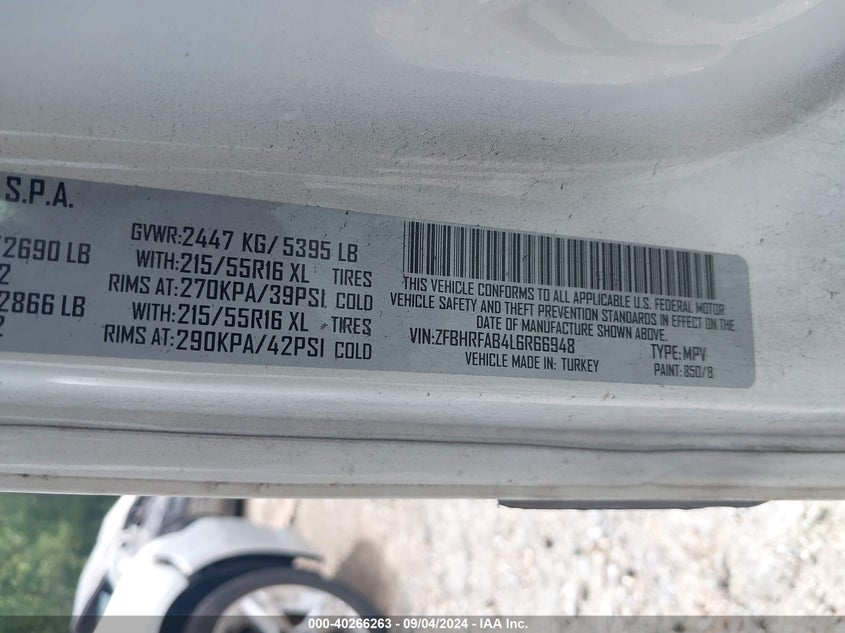 S.P.A.
2690 LB
2
2866 LB
2
GVWR:2447 KG/5395 LB
WITH:215/55R16 XL TIRES
RIMS AT:270KPA/39PSI COLD
WITH:215/55R16 XL TIRES
RIMS AT:290KPA/42PSI COLD
THIS VEHICLE CONFORMS TO ALL APPLICABLE U.S. FEDERAL MOTOR
VEHICLE SAFETY AND THEFT PREVENTION STANDARDS IN EFFECT ON THE
DATE OF MANUFACTURE SHOWN ABOVE.
VIN:ZFBHRFAB4L6R66948
TYPE:MPV
VEHICLE MADE IN: TURKEY
PAINT: 850/B
000-40266263 - 09/04/2024 - IAA Inc.